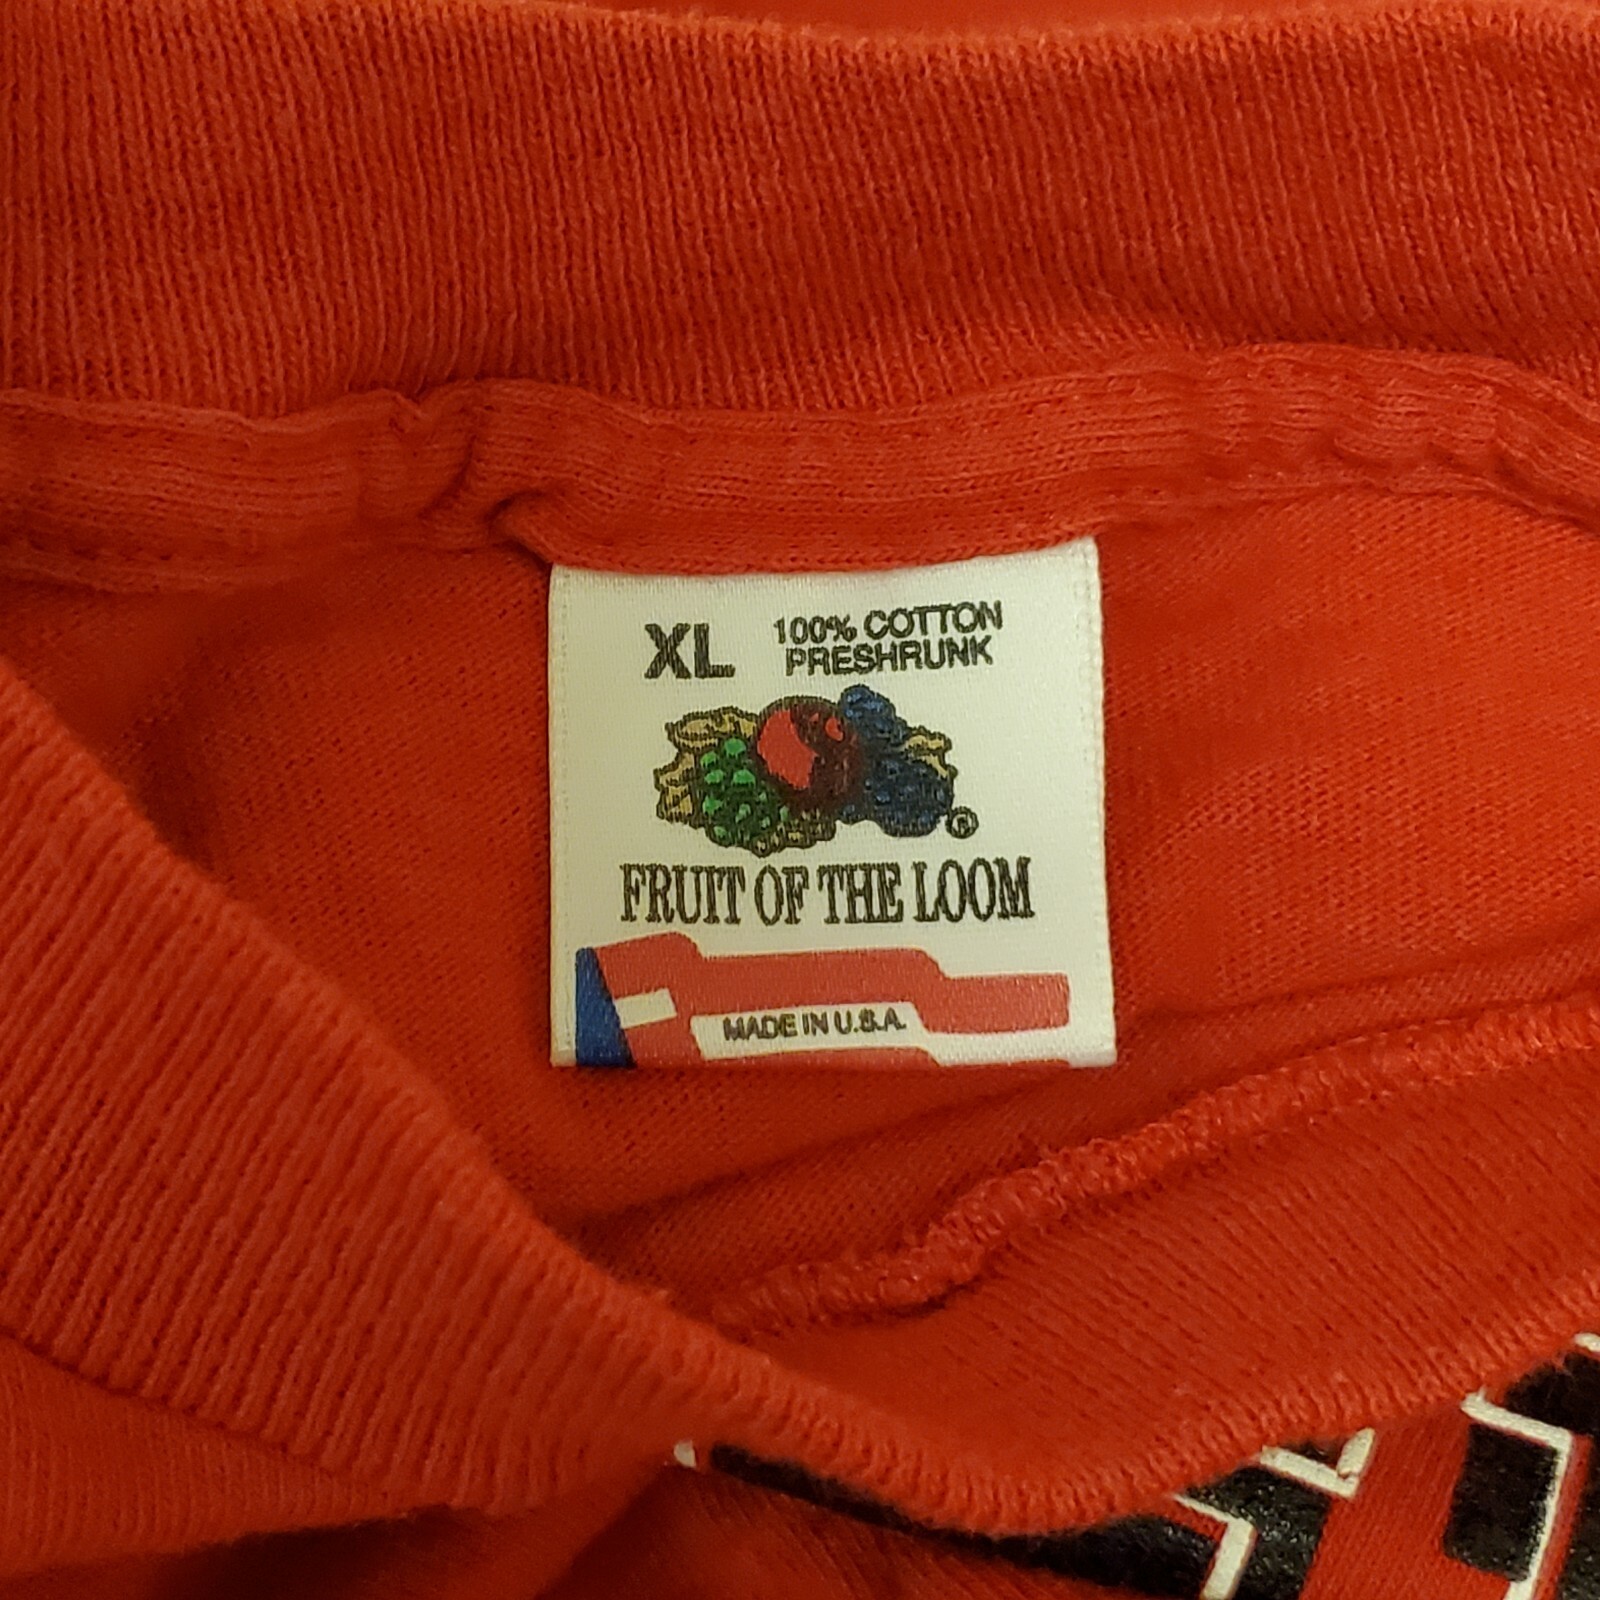 XL 100% COTTON
PRESHRUNK
®
FRUIT OF THE LOOM
MADE IN U.S.A.